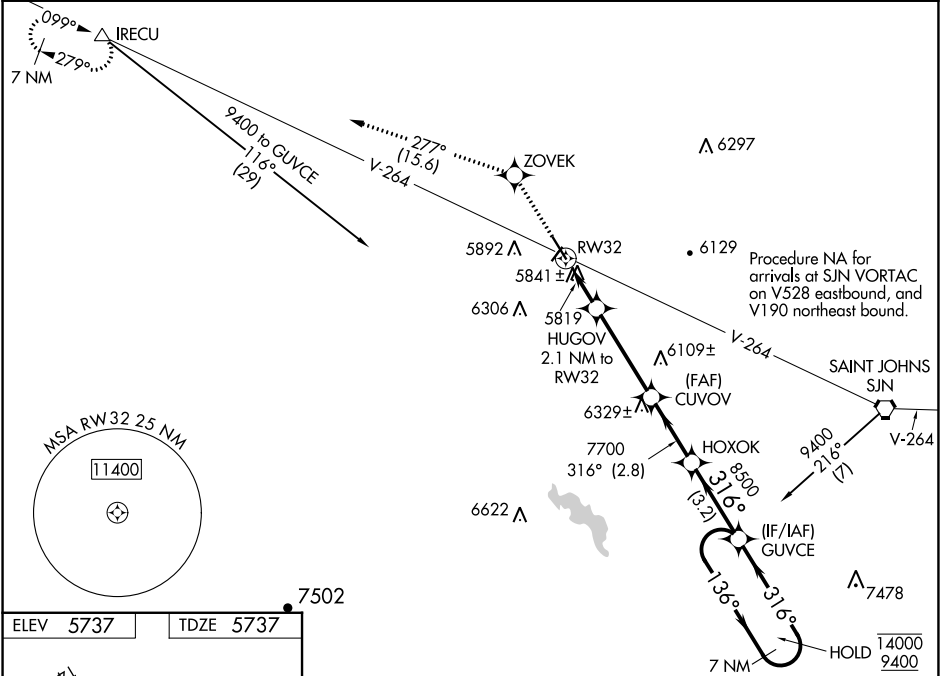 099°
IRECU
279°
7 NM
9400 to GUVCE
116°
(29)
V-264
277°
(15.6)
ZOVEK
6297
5892
RW32
5841±
6129
Procedure NA for
arrivals at SJN VORTAC
on V528 eastbound, and
V190 northeast bound.
6306
5819
HUGOV
2.1 NM to
RW32
V-264
6109±
SAINT JOHNS
SJN
(FAF)
CUVOV
6329±
V-264
MSA RW32 25 NM
11400
7700
316° (2.8)
HOXOK
8500
316°
(3.2)
9400
216°
(7)
6622
(IF/IAF)
GUVCE
136°
316°
7478
7502
HOLD
14000
9400
7 NM
ELEV 5737
TDZE 5737